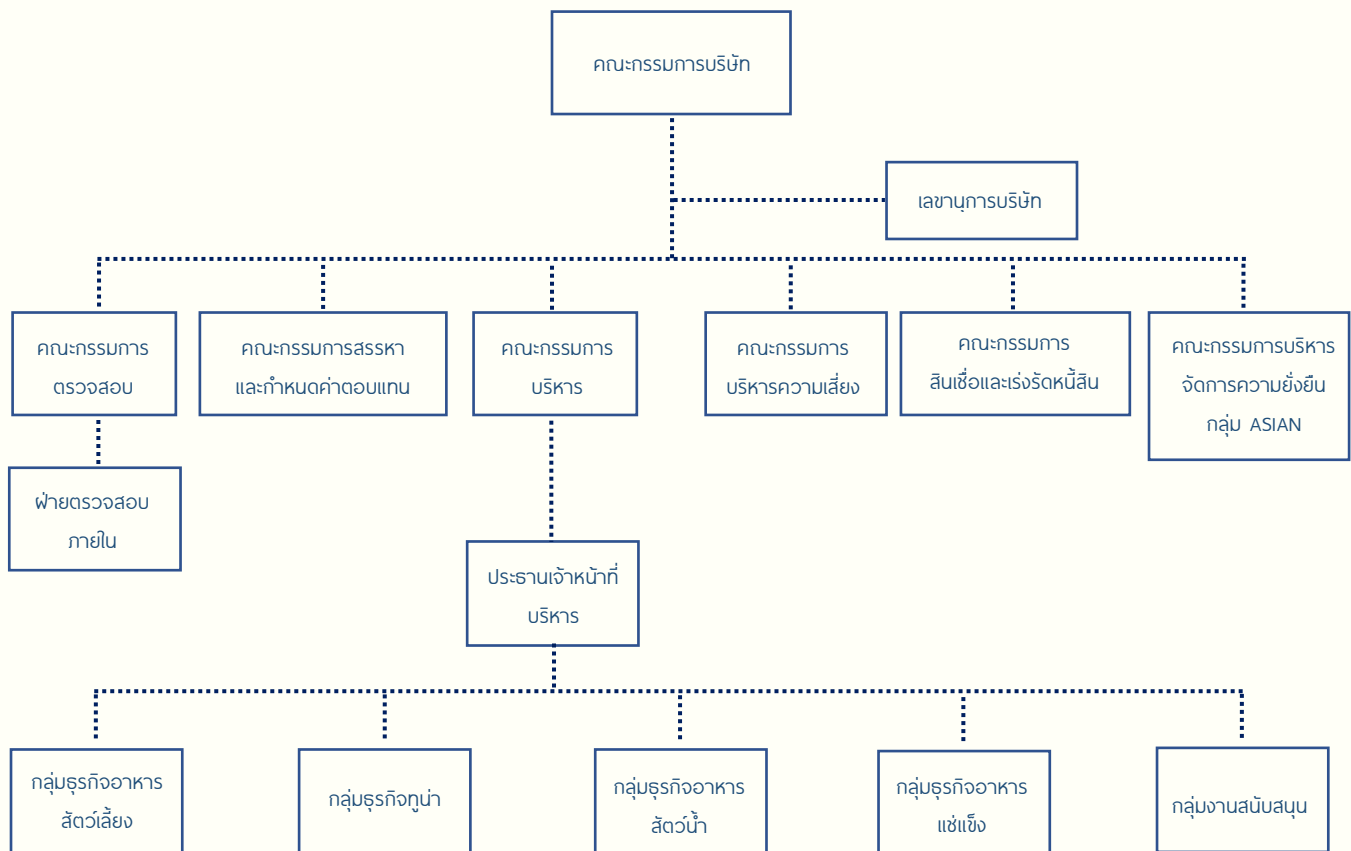 คณะกรรมการบริษัท
เลขานุการบริษัท
คณะกรรมการ
ตรวจสอบ
คณะกรรมการสรรหา
และกำหนดค่าตอบแทน
คณะกรรมการ
บริหาร
คณะกรรมการ
บริหารความเสี่ยง
คณะกรรมการ
สินเชื่อและเร่งรัดหนี้สิน
คณะกรรมการบริหาร
จัดการความยั่งยืน
กลุ่ม ASIAN
ฝ่ายตรวจสอบ
ภายใน
ประธานเจ้าหน้าที่
บริหาร
กลุ่มธุรกิจอาหาร
สัตว์เลี้ยง
กลุ่มธุรกิจทูน่า
กลุ่มธุรกิจอาหาร
สัตว์น้ำ
กลุ่มธุรกิจอาหาร
แช่แข็ง
กลุ่มงานสนับสนุน